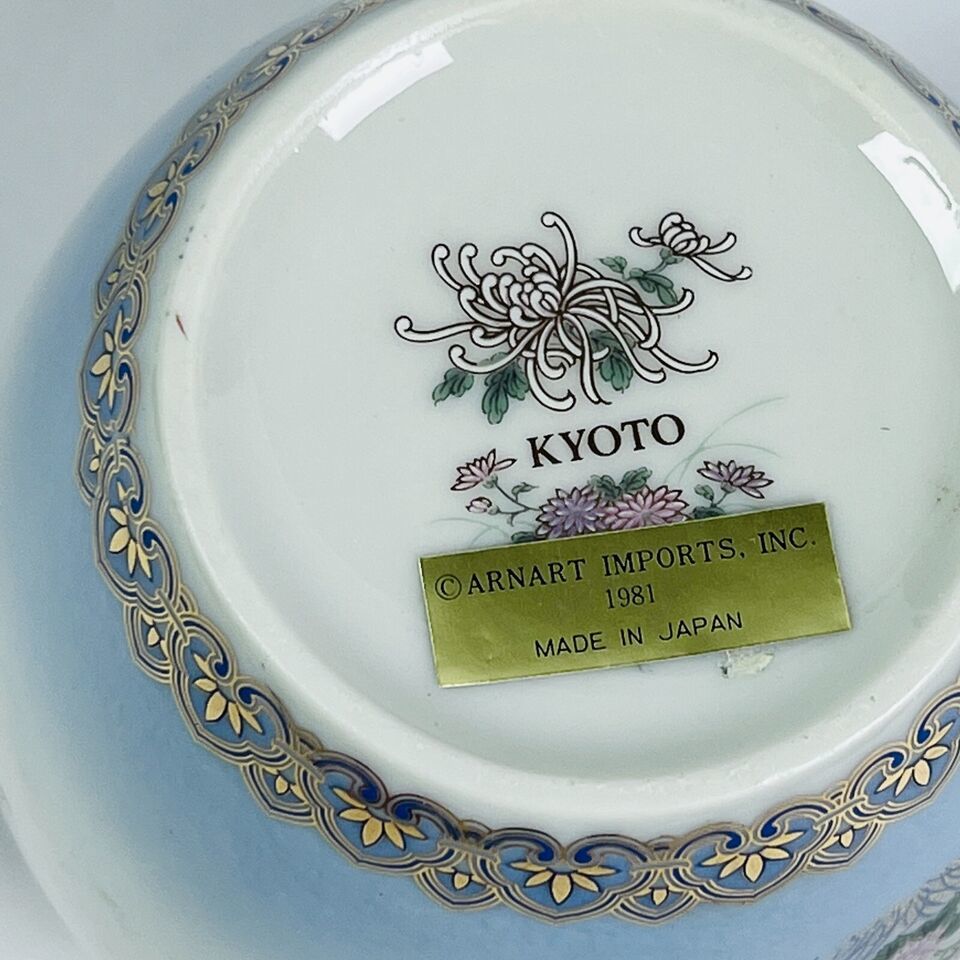 KYOTO
©ARNART IMPORTS, INC.
1981
MADE IN JAPAN